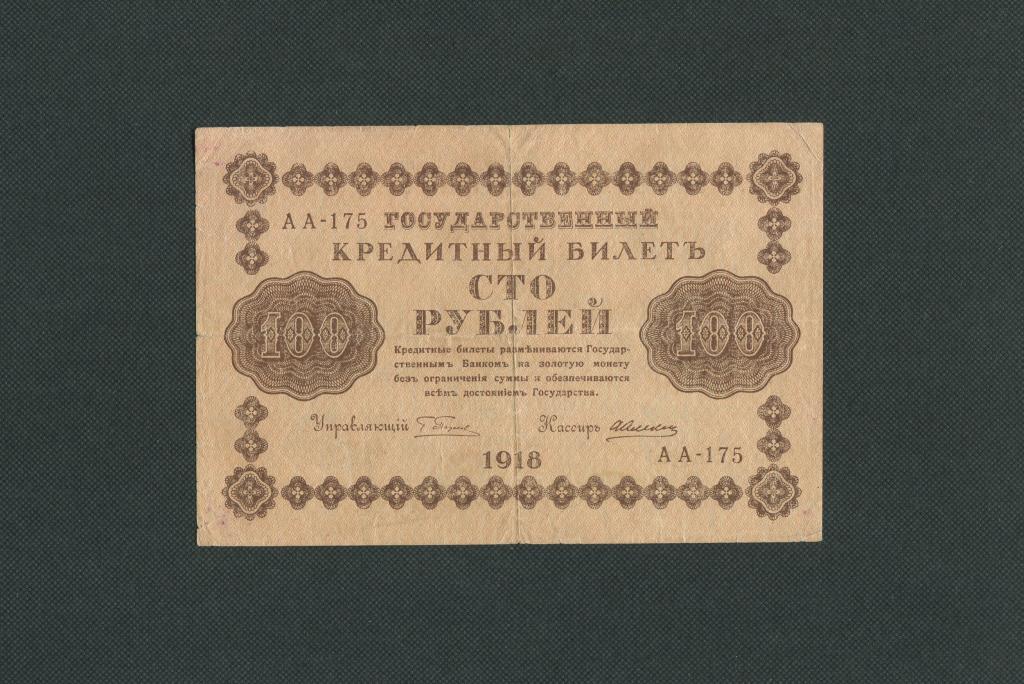 АА-175 ГОСУДАРСТВЕННЫЙ
КРЕДИТНЫЙ БИЛЕТЪ
СТО
РУБЛЕЙ
100 100
Кредитные билеты размѣниваются Государ-
ственнымъ Банкомъ на золотую монету
безъ ограниченія суммы и обезпечиваются
всѣмъ достояніемъ Государства.
Управляющій Кассиръ
1918 АА-175